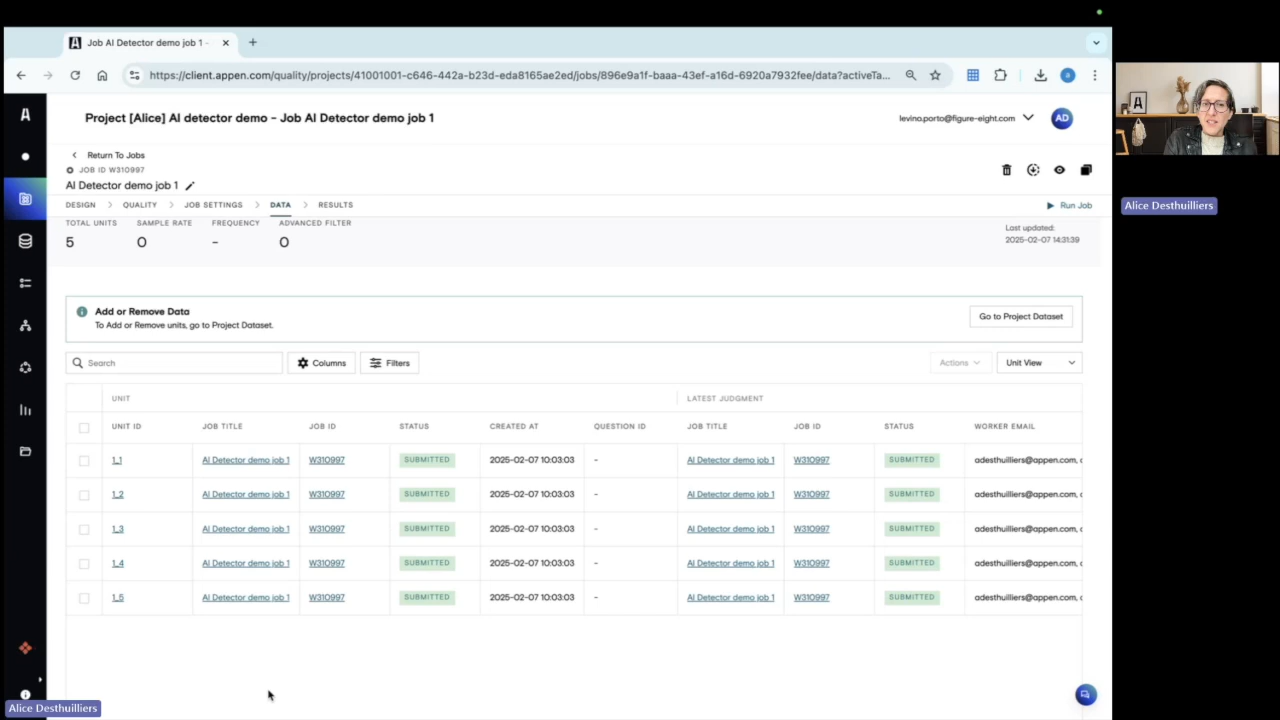 Job AI Detector demo job 1 -
https://client.appen.com/quality/projects/41001001-c646-442a-b23d-eda8165ae2ed/jobs/896e9a1f-baaa-43ef-a16d-6920a7932fee/data?activeTa...
Project [Alice] AI detector demo - Job AI Detector demo job 1
levino.porto@figure-eight.com
AD
Return To Jobs
JOB ID W310997
AI Detector demo job 1
DESIGN > QUALITY > JOB SETTINGS > DATA > RESULTS
Run Job
TOTAL UNITS SAMPLE RATE FREQUENCY ADVANCED FILTER
5 0 - 0
Last updated:
2025-02-07 14:31:39
Add or Remove Data
To Add or Remove units, go to Project Dataset.
Go to Project Dataset
Search Columns Filters Actions Unit View
UNIT LATEST JUDGMENT
UNIT ID JOB TITLE JOB ID STATUS CREATED AT QUESTION ID JOB TITLE JOB ID STATUS WORKER EMAIL
1_1 AI Detector demo job 1 W310997 SUBMITTED 2025-02-07 10:03:03 - AI Detector demo job 1 W310997 SUBMITTED adesthuilliers@appen.com,
1_2 AI Detector demo job 1 W310997 SUBMITTED 2025-02-07 10:03:03 - AI Detector demo job 1 W310997 SUBMITTED adesthuilliers@appen.com,
1_3 AI Detector demo job 1 W310997 SUBMITTED 2025-02-07 10:03:03 - AI Detector demo job 1 W310997 SUBMITTED adesthuilliers@appen.com,
1_4 AI Detector demo job 1 W310997 SUBMITTED 2025-02-07 10:03:03 - AI Detector demo job 1 W310997 SUBMITTED adesthuilliers@appen.com,
1_5 AI Detector demo job 1 W310997 SUBMITTED 2025-02-07 10:03:03 - AI Detector demo job 1 W310997 SUBMITTED adesthuilliers@appen.com,
Alice Desthuilliers
Alice Desthuilliers